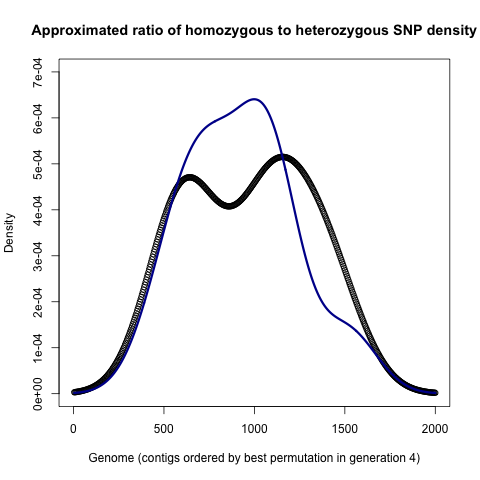 Approximated ratio of homozygous to heterozygous SNP density
7e-04
6e-04
5e-04
4e-04
3e-04
2e-04
1e-04
0e+00
Density
0 500 1000 1500 2000
Genome (contigs ordered by best permutation in generation 4)